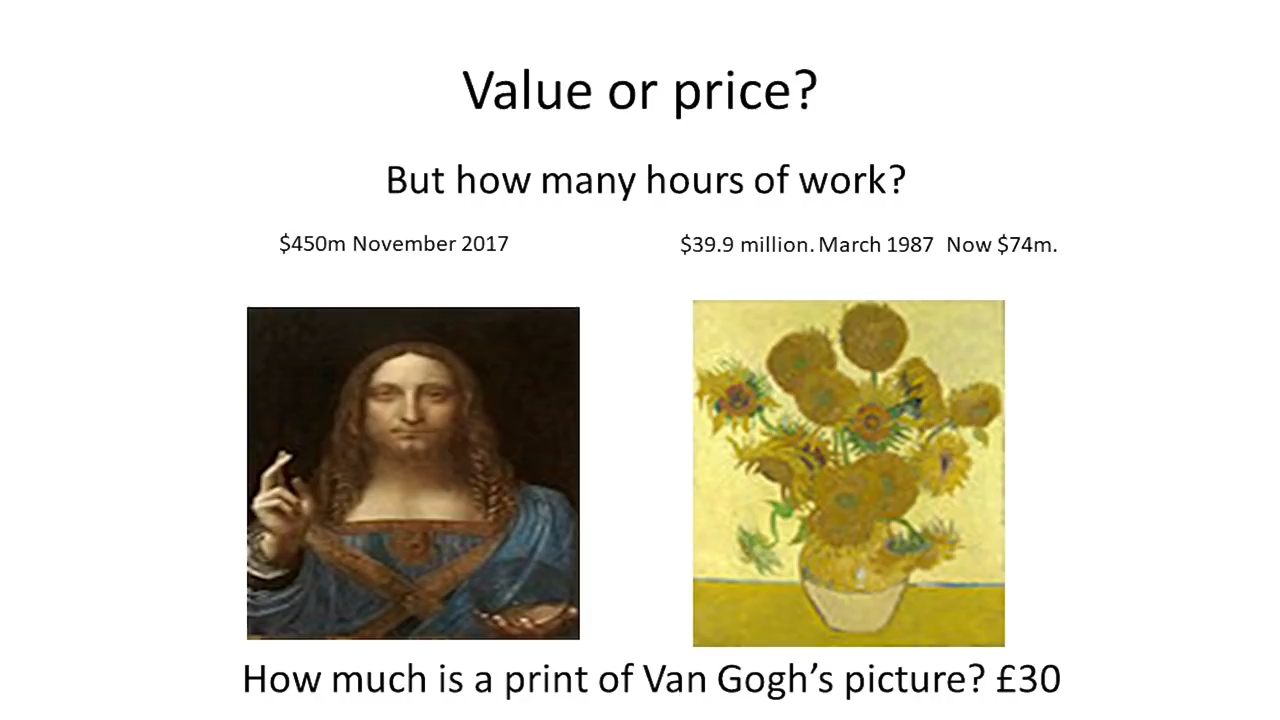 Value or price?
But how many hours of work?
$450m November 2017
$39.9 million. March 1987  Now $74m.
How much is a print of Van Gogh’s picture? £30